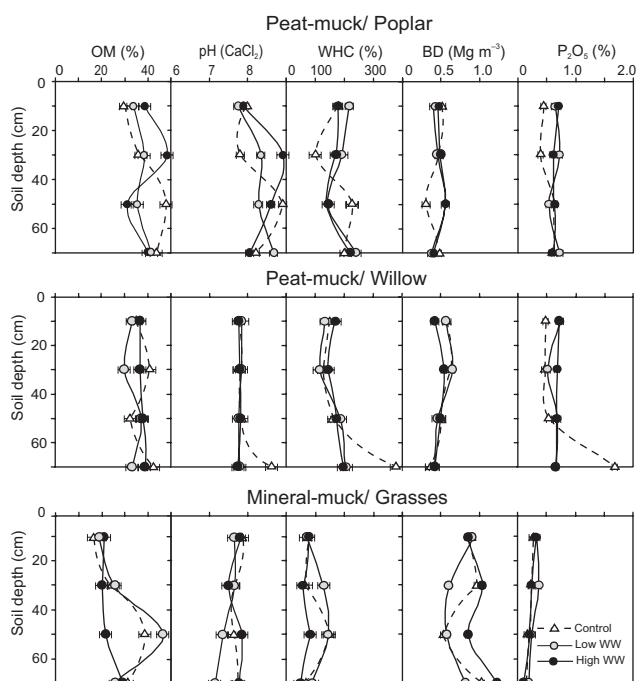 Peat-muck/ Poplar
OM (%) pH (CaCl₂) WHC (%) BD (Mg m⁻³) P₂O₅ (%)
0 20 40 6 7 8 0 100 300 0 0.5 1.0 0 1.0 2.0
Soil depth (cm)
0
20
40
60
Peat-muck/ Willow
Soil depth (cm)
0
20
40
60
Mineral-muck/ Grasses
Soil depth (cm)
0
20
40
60
Control
Low WW
High WW